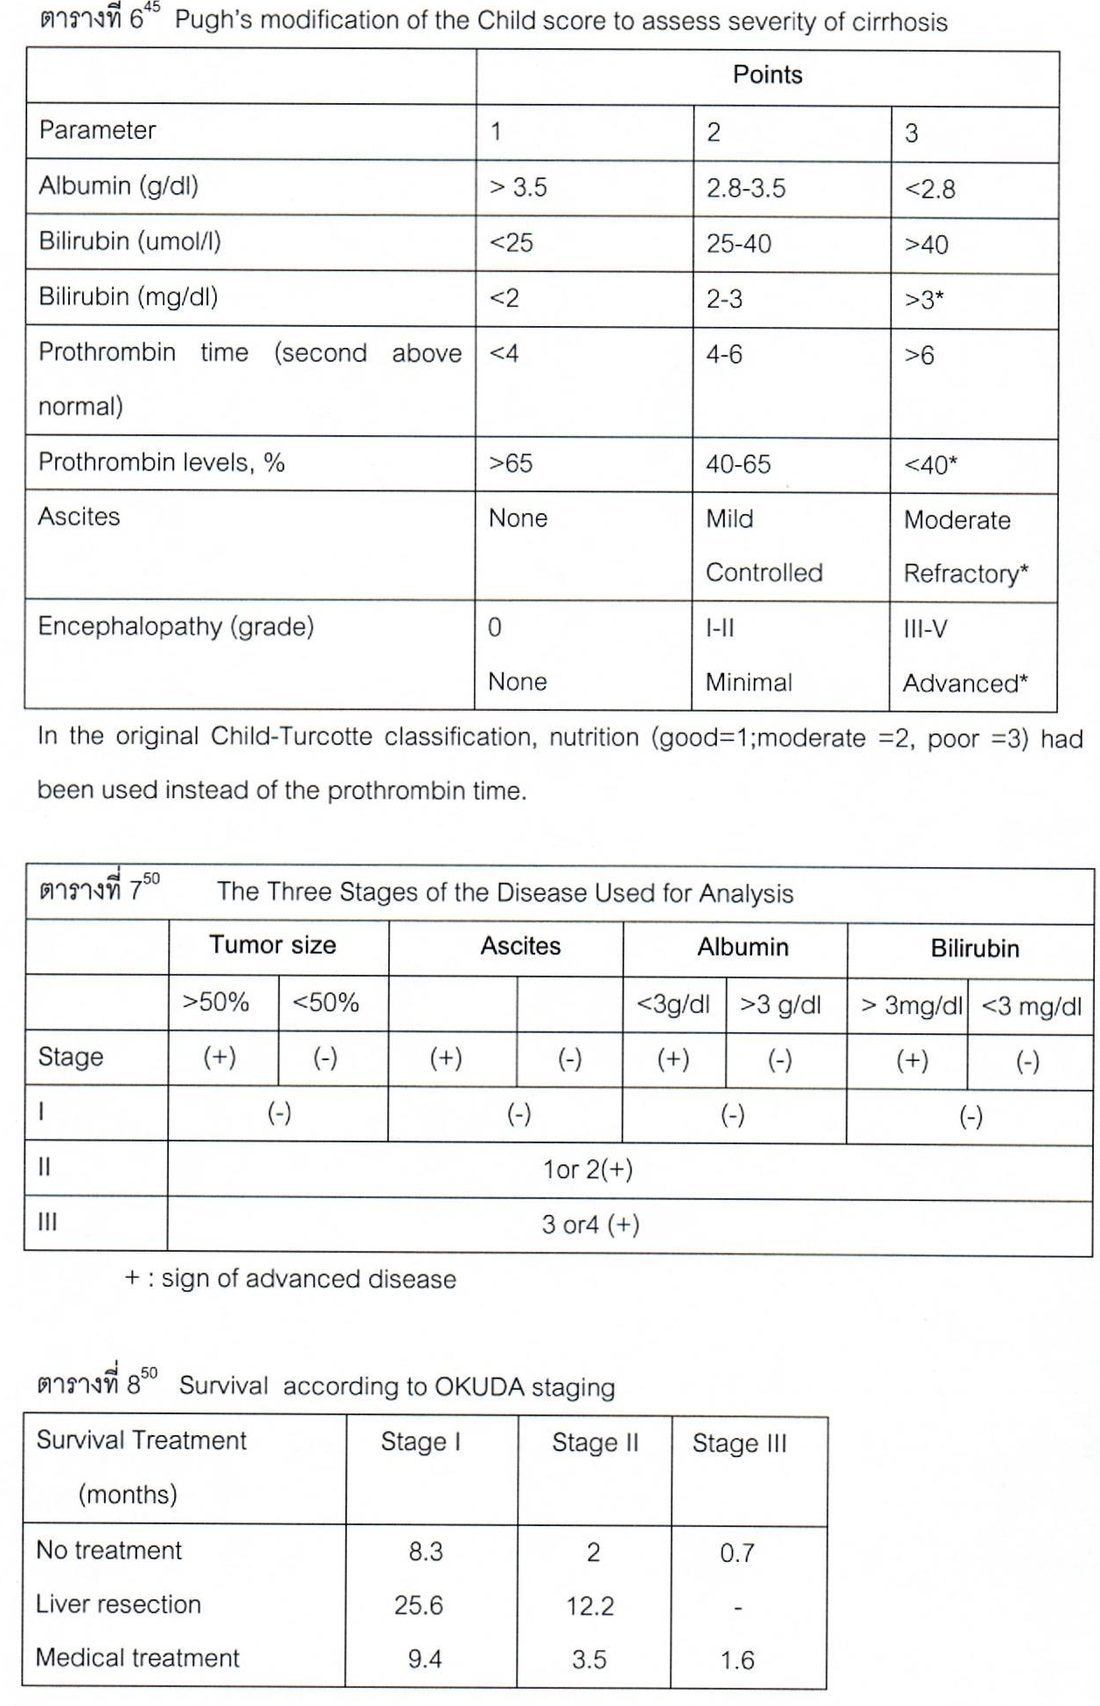 ตารางที่ 6⁴⁵ Pugh's modification of the Child score to assess severity of cirrhosis
Points
Parameter 1 2 3
Albumin (g/dl) > 3.5 2.8-3.5 <2.8
Bilirubin (umol/l) <25 25-40 >40
Bilirubin (mg/dl) <2 2-3 >3*
Prothrombin time (second above <4 4-6 >6
normal)
Prothrombin levels, % >65 40-65 <40*
Ascites None Mild Moderate
Controlled Refractory*
Encephalopathy (grade) 0 I-II III-V
None Minimal Advanced*
In the original Child-Turcotte classification, nutrition (good=1;moderate =2, poor =3) had
been used instead of the prothrombin time.
ตารางที่ 7⁵⁰ The Three Stages of the Disease Used for Analysis
Tumor size Ascites Albumin Bilirubin
>50% <50% <3g/dl >3 g/dl > 3mg/dl <3 mg/dl
Stage (+) (-) (+) (-) (+) (-) (+) (-)
I (-) (-) (-) (-)
II 1or 2(+)
III 3 or4 (+)
+ : sign of advanced disease
ตารางที่ 8⁵⁰ Survival according to OKUDA staging
Survival Treatment Stage I Stage II Stage III
(months)
No treatment 8.3 2 0.7
Liver resection 25.6 12.2 -
Medical treatment 9.4 3.5 1.6